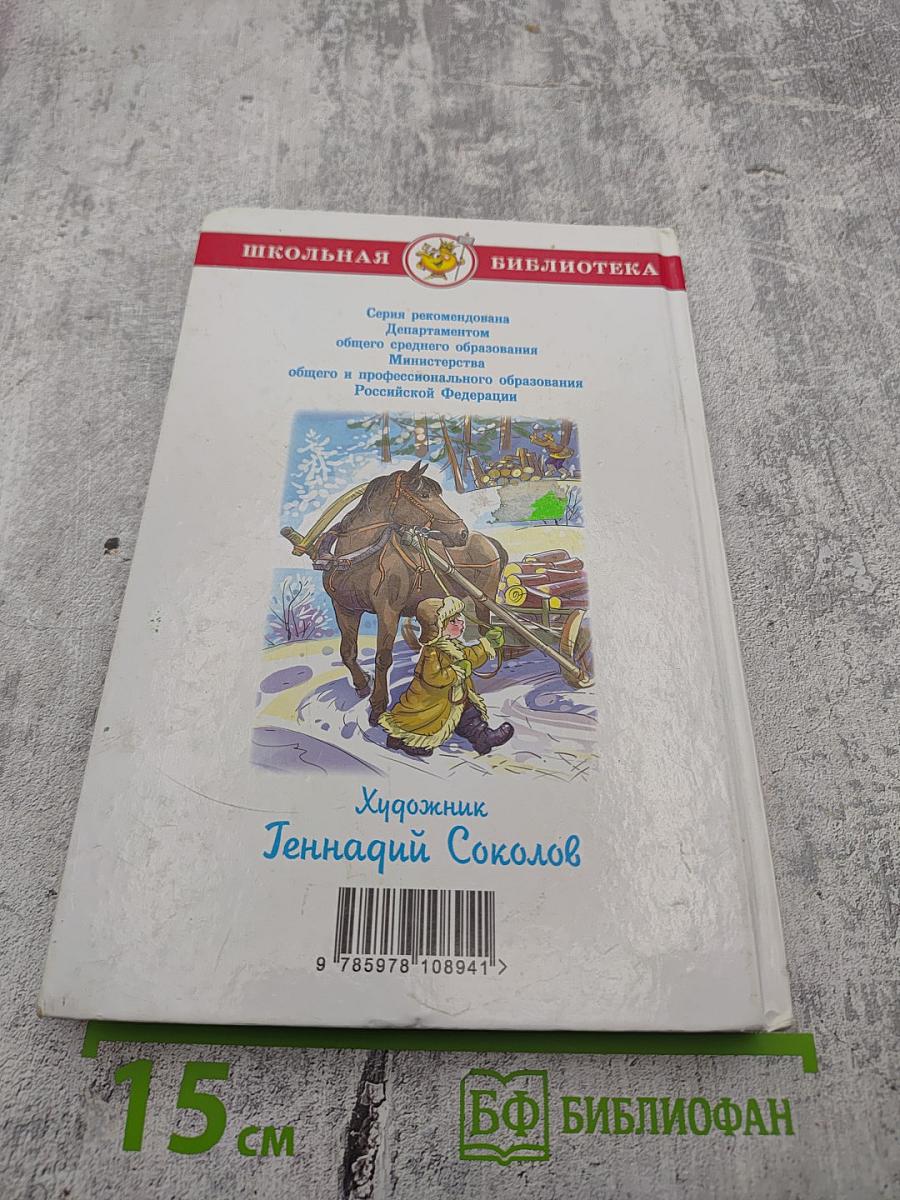 ШКОЛЬНАЯ БИБЛИОТЕКА
Серия рекомендована
Департаментом
общего среднего образования
Министерства
общего и профессионального образования
Российской Федерации
Художник
Геннадий Соколов
9 785978 108941 >
15 см
БФ БИБЛИОФАН